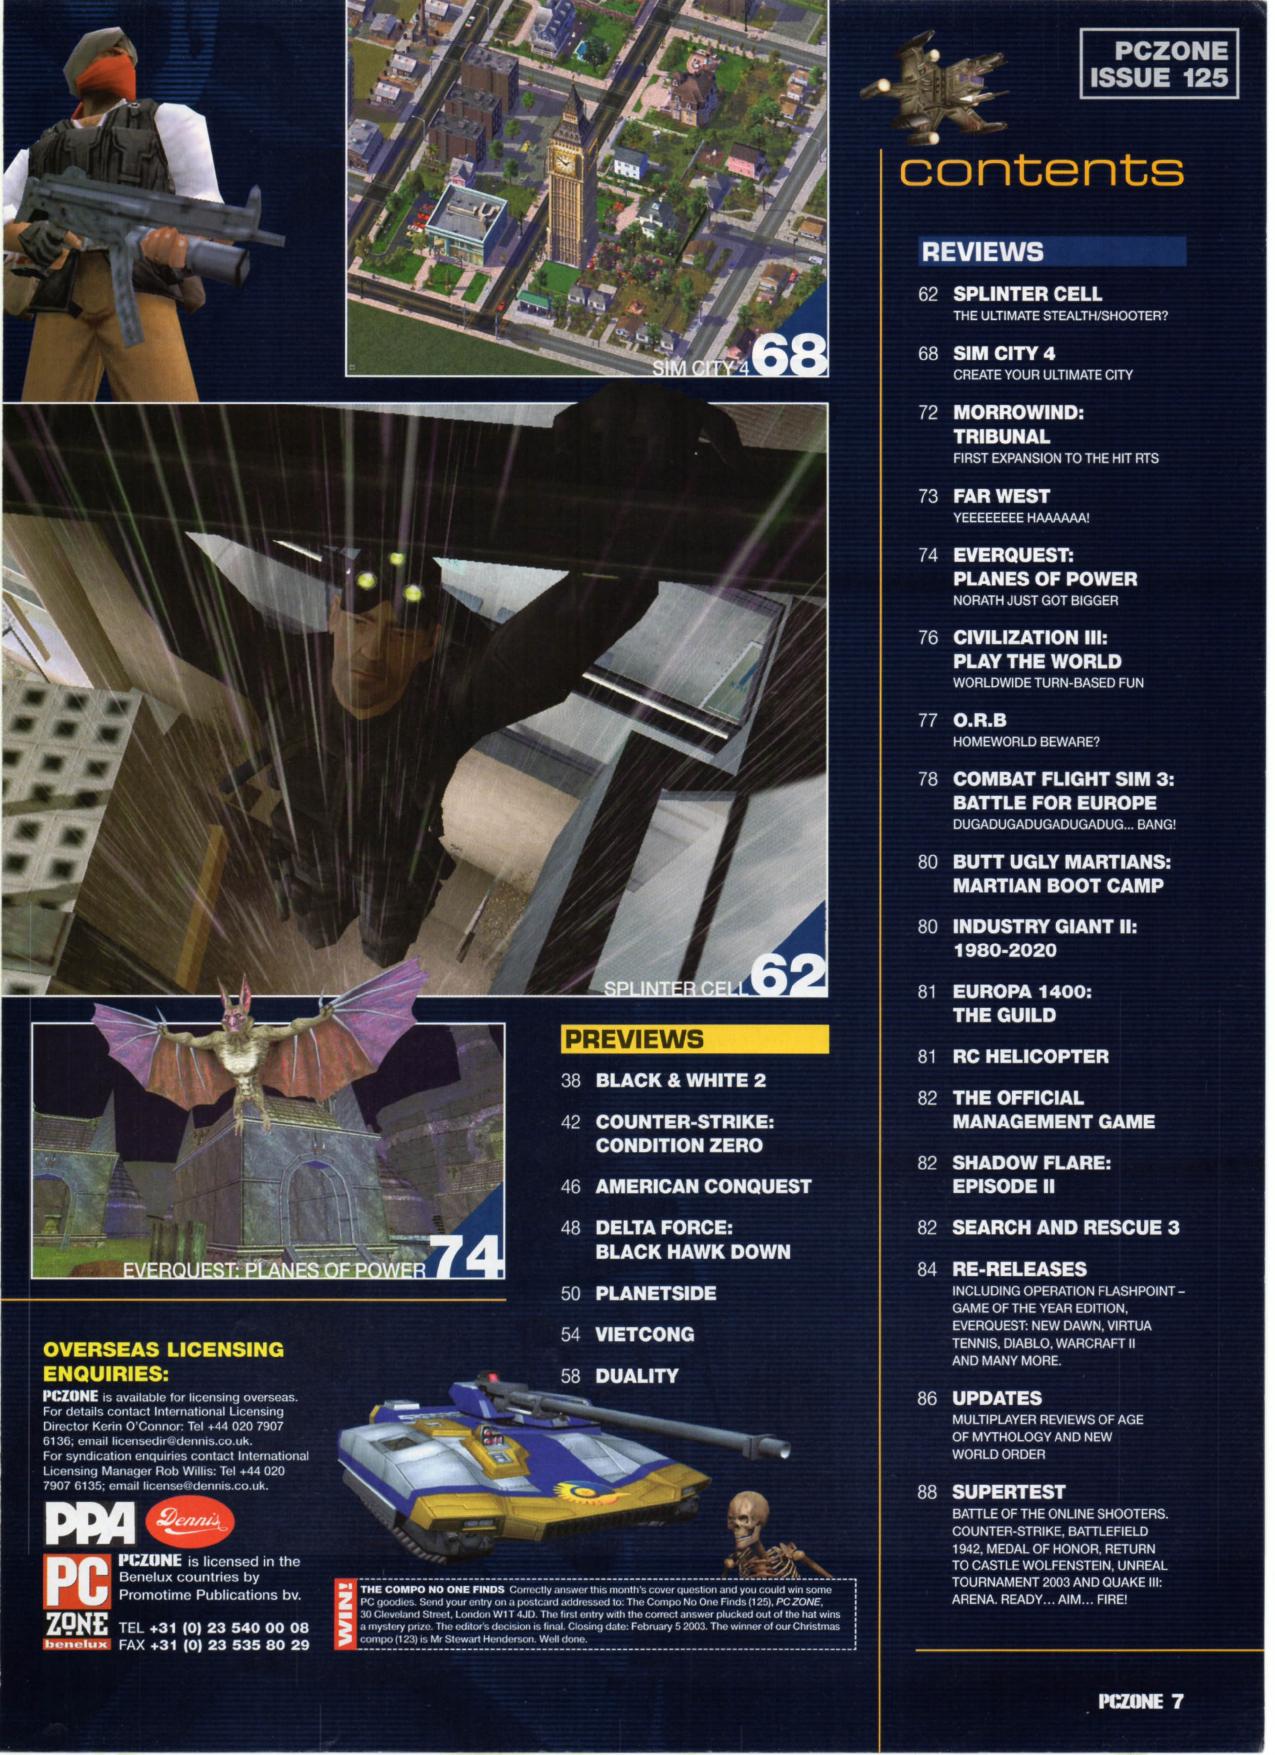 PCZONE
ISSUE 125
contents
SIM CITY 4 68
SPLINTER CELL 62
EVERQUEST: PLANES OF POWER 74
REVIEWS
62 SPLINTER CELL
THE ULTIMATE STEALTH/SHOOTER?
68 SIM CITY 4
CREATE YOUR ULTIMATE CITY
72 MORROWIND:
TRIBUNAL
FIRST EXPANSION TO THE HIT RTS
73 FAR WEST
YEEEEEEEE HAAAAAA!
74 EVERQUEST:
PLANES OF POWER
NORATH JUST GOT BIGGER
76 CIVILIZATION III:
PLAY THE WORLD
WORLDWIDE TURN-BASED FUN
77 O.R.B
HOMEWORLD BEWARE?
78 COMBAT FLIGHT SIM 3:
BATTLE FOR EUROPE
DUGADUGADUGADUGADUG... BANG!
80 BUTT UGLY MARTIANS:
MARTIAN BOOT CAMP
80 INDUSTRY GIANT II:
1980-2020
81 EUROPA 1400:
THE GUILD
81 RC HELICOPTER
82 THE OFFICIAL
MANAGEMENT GAME
82 SHADOW FLARE:
EPISODE II
82 SEARCH AND RESCUE 3
84 RE-RELEASES
INCLUDING OPERATION FLASHPOINT –
GAME OF THE YEAR EDITION,
EVERQUEST: NEW DAWN, VIRTUA
TENNIS, DIABLO, WARCRAFT II
AND MANY MORE.
86 UPDATES
MULTIPLAYER REVIEWS OF AGE
OF MYTHOLOGY AND NEW
WORLD ORDER
88 SUPERTEST
BATTLE OF THE ONLINE SHOOTERS.
COUNTER-STRIKE, BATTLEFIELD
1942, MEDAL OF HONOR, RETURN
TO CASTLE WOLFENSTEIN, UNREAL
TOURNAMENT 2003 AND QUAKE III:
ARENA. READY... AIM... FIRE!
PREVIEWS
38 BLACK & WHITE 2
42 COUNTER-STRIKE:
CONDITION ZERO
46 AMERICAN CONQUEST
48 DELTA FORCE:
BLACK HAWK DOWN
50 PLANETSIDE
54 VIETCONG
58 DUALITY
OVERSEAS LICENSING
ENQUIRIES:
PCZONE is available for licensing overseas.
For details contact International Licensing
Director Kerin O'Connor: Tel +44 020 7907
6136; email licensedir@dennis.co.uk.
For syndication enquiries contact International
Licensing Manager Rob Willis: Tel +44 020
7907 6135; email license@dennis.co.uk.
PPA
Dennis
PC
ZONE
benelux
PCZONE is licensed in the
Benelux countries by
Promotime Publications bv.
TEL +31 (0) 23 540 00 08
FAX +31 (0) 23 535 80 29
WIN!
THE COMPO NO ONE FINDS Correctly answer this month's cover question and you could win some
PC goodies. Send your entry on a postcard addressed to: The Compo No One Finds (125), PC ZONE,
30 Cleveland Street, London W1T 4JD. The first entry with the correct answer plucked out of the hat wins
a mystery prize. The editor's decision is final. Closing date: February 5 2003. The winner of our Christmas
compo (123) is Mr Stewart Henderson. Well done.
PCZONE 7